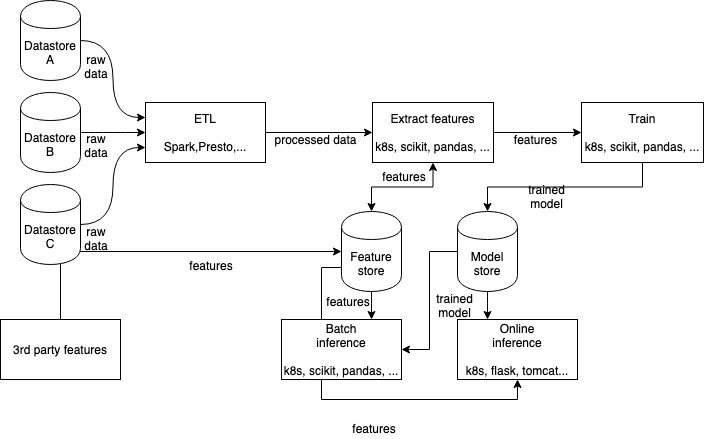 Datastore
A
raw
data
ETL
Spark,Presto,...
Extract features
k8s, scikit, pandas, ...
Train
k8s, scikit, pandas, ...
Datastore
B
raw
data
processed data
features
features
trained
model
Datastore
C
raw
data
features
Feature
store
Model
store
features
trained
model
3rd party features
Batch
inference
k8s, scikit, pandas, ...
Online
inference
k8s, flask, tomcat...
features